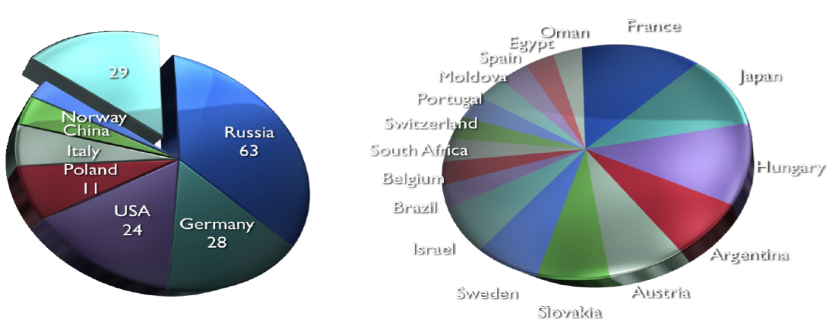 29
Russia
63
Norway
China
Italy
Poland
11
USA
24
Germany
28
France
Japan
Hungary
Argentina
Austria
Slovakia
Sweden
Israel
Brazil
Belgium
South Africa
Switzerland
Portugal
Moldova
Spain
Egypt
Oman